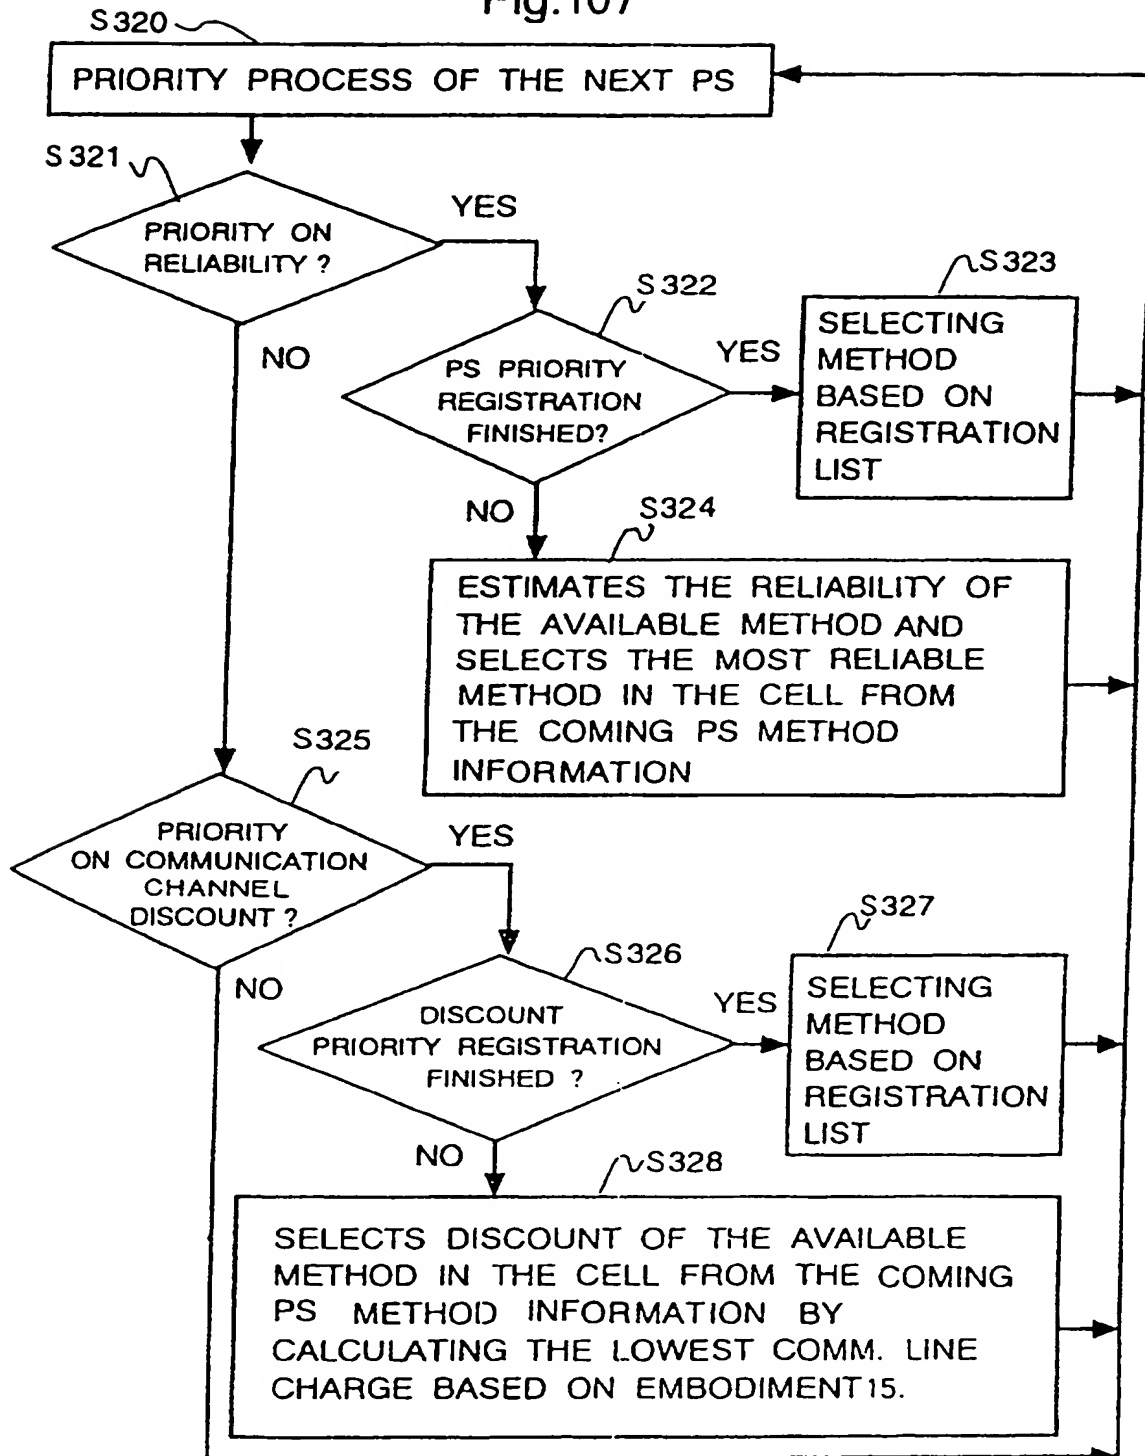 Fig.107
S320
PRIORITY PROCESS OF THE NEXT PS
S321
PRIORITY ON
RELIABILITY ?
YES
NO
S322
PS PRIORITY
REGISTRATION
FINISHED?
YES
NO
S323
SELECTING
METHOD
BASED ON
REGISTRATION
LIST
S324
ESTIMATES THE RELIABILITY OF
THE AVAILABLE METHOD AND
SELECTS THE MOST RELIABLE
METHOD IN THE CELL FROM
THE COMING PS METHOD
INFORMATION
S325
PRIORITY
ON COMMUNICATION
CHANNEL
DISCOUNT ?
YES
NO
S326
DISCOUNT
PRIORITY REGISTRATION
FINISHED ?
YES
NO
S327
SELECTING
METHOD
BASED ON
REGISTRATION
LIST
S328
SELECTS DISCOUNT OF THE AVAILABLE
METHOD IN THE CELL FROM THE COMING
PS METHOD INFORMATION BY
CALCULATING THE LOWEST COMM. LINE
CHARGE BASED ON EMBODIMENT15.